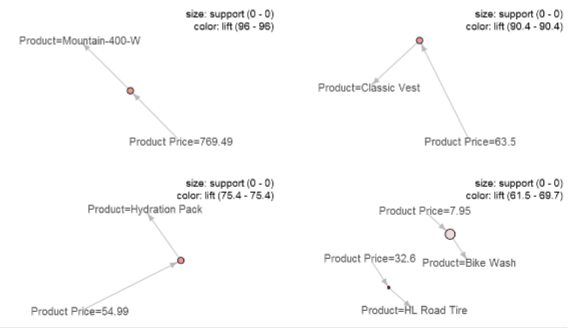 size: support (0 - 0)
color: lift (96 - 96)
Product=Mountain-400-W
Product Price=769.49
size: support (0 - 0)
color: lift (90.4 - 90.4)
Product=Classic Vest
Product Price=63.5
size: support (0 - 0)
color: lift (75.4 - 75.4)
Product=Hydration Pack
Product Price=54.99
size: support (0 - 0)
color: lift (61.5 - 69.7)
Product Price=7.95
Product Price=32.6
Product=Bike Wash
Product=HL Road Tire